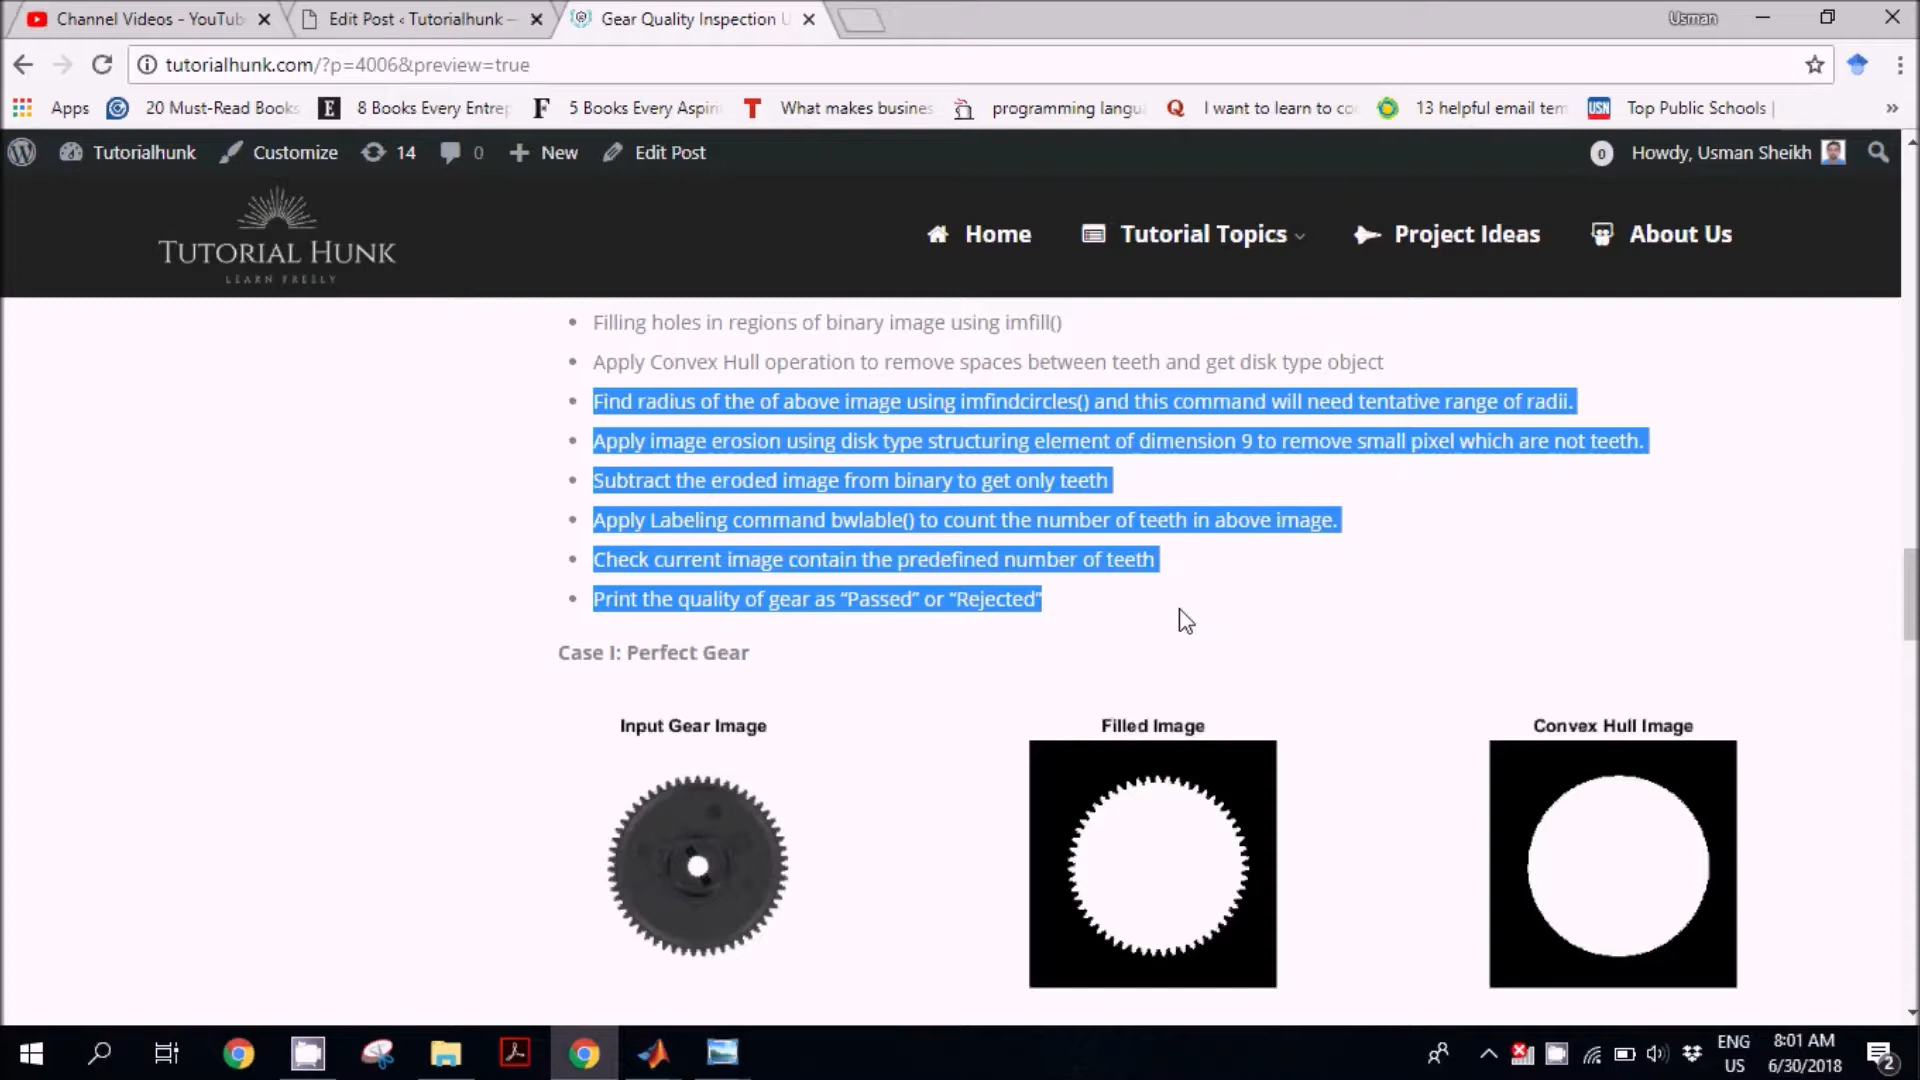 Channel Videos - YouTub
Edit Post ‹ Tutorialhunk —
Gear Quality Inspection U
Usman
tutorialhunk.com/?p=4006&preview=true
Apps
20 Must-Read Books
8 Books Every Entrep
5 Books Every Aspiri
What makes busines
programming langu
I want to learn to co
13 helpful email tem
Top Public Schools |
Tutorialhunk
Customize
14
0
New
Edit Post
0
Howdy, Usman Sheikh
TUTORIAL HUNK
LEARN FREELY
Home
Tutorial Topics
Project Ideas
About Us
Filling holes in regions of binary image using imfill()
Apply Convex Hull operation to remove spaces between teeth and get disk type object
Find radius of the of above image using imfindcircles() and this command will need tentative range of radii.
Apply image erosion using disk type structuring element of dimension 9 to remove small pixel which are not teeth.
Subtract the eroded image from binary to get only teeth
Apply Labeling command bwlable() to count the number of teeth in above image.
Check current image contain the predefined number of teeth
Print the quality of gear as “Passed” or “Rejected”
Case I: Perfect Gear
Input Gear Image
Filled Image
Convex Hull Image
ENG
US
8:01 AM
6/30/2018
2